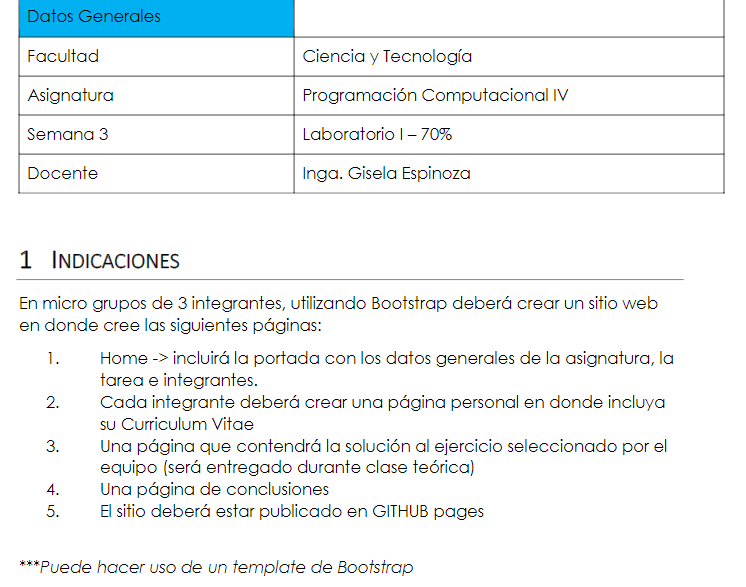 Datos Generales
Facultad Ciencia y Tecnología
Asignatura Programación Computacional IV
Semana 3 Laboratorio I – 70%
Docente Inga. Gisela Espinoza
1 INDICACIONES
En micro grupos de 3 integrantes, utilizando Bootstrap deberá crear un sitio web
en donde cree las siguientes páginas:
1. Home -> incluirá la portada con los datos generales de la asignatura, la
tarea e integrantes.
2. Cada integrante deberá crear una página personal en donde incluya
su Curriculum Vitae
3. Una página que contendrá la solución al ejercicio seleccionado por el
equipo (será entregado durante clase teórica)
4. Una página de conclusiones
5. El sitio deberá estar publicado en GITHUB pages
***Puede hacer uso de un template de Bootstrap